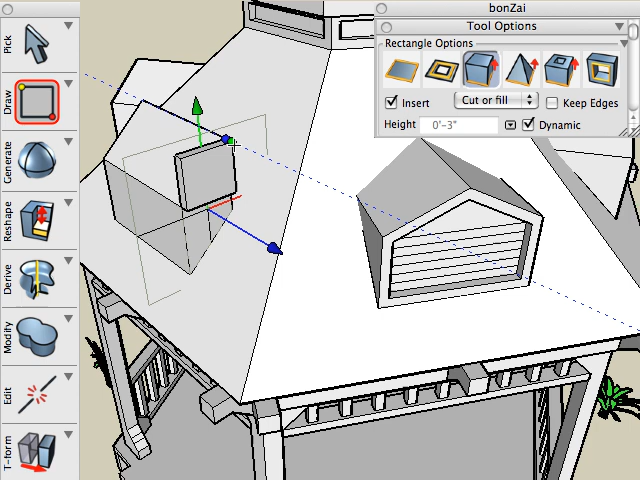 bonZai
Tool Options
Rectangle Options
Insert
Cut or fill
Keep Edges
Height
0'-3"
Dynamic
Pick
Draw
Generate
Reshape
Derive
Modify
Edit
T-form